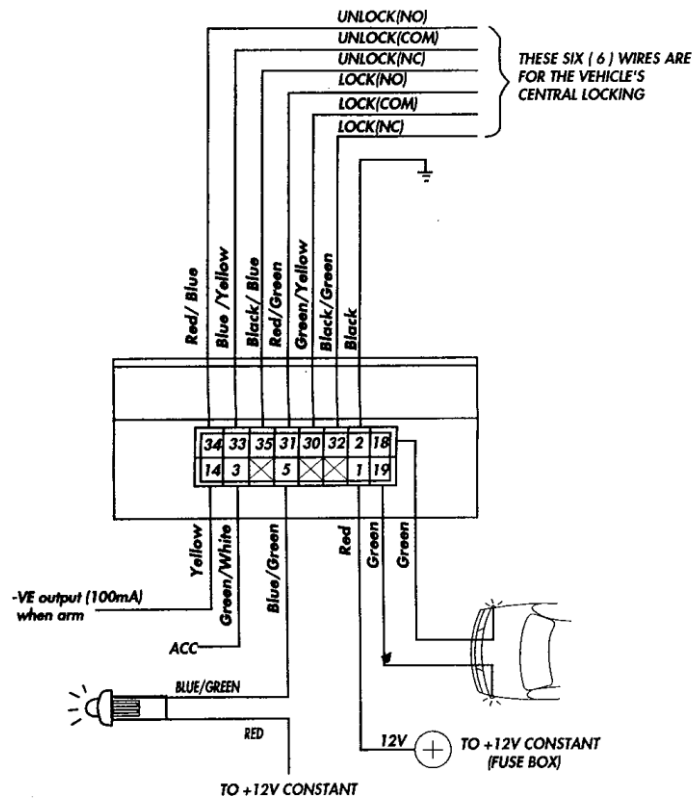 UNLOCK(NO)
UNLOCK(COM)
UNLOCK(NC)
LOCK(NO)
LOCK(COM)
LOCK(NC)
THESE SIX ( 6 ) WIRES ARE
FOR THE VEHICLE'S
CENTRAL LOCKING
Red/ Blue
Blue /Yellow
Black/ Blue
Red/Green
Green/Yellow
Black/Green
Black
34 33 35 31 30 32 2 18
14 3 5 1 19
Yellow
Green/White
Blue/Green
Red
Green
Green
-VE output (100mA)
when arm
ACC
BLUE/GREEN
RED
12V
TO +12V CONSTANT
(FUSE BOX)
TO +12V CONSTANT